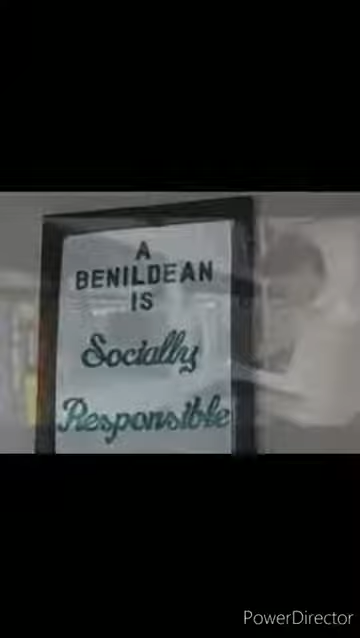 A
BENILDEAN
IS
Socially
Responsible
PowerDirector